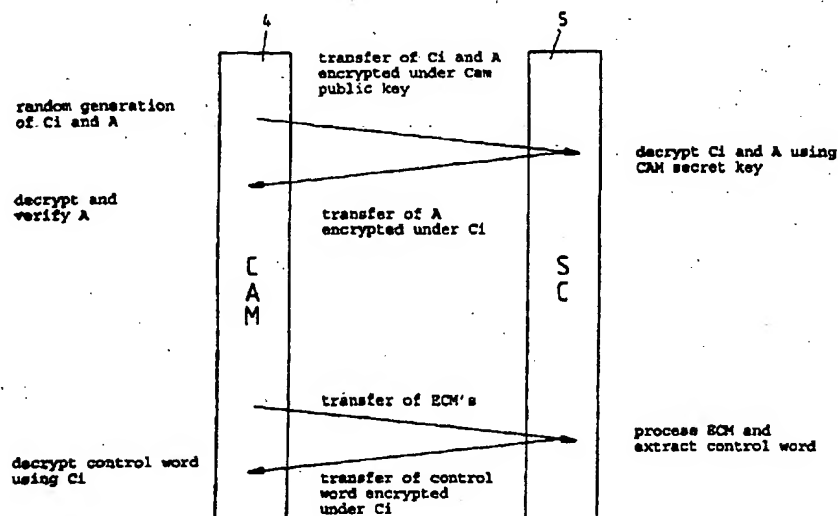 4
5
transfer of Ci and A
encrypted under Cam
public key
random generation
of Ci and A
decrypt Ci and A using
CAM secret key
decrypt and
verify A
transfer of A
encrypted under Ci
C
A
M
S
C
transfer of ECM's
process ECM and
extract control word
decrypt control word
using Ci
transfer of control
word encrypted
under Ci